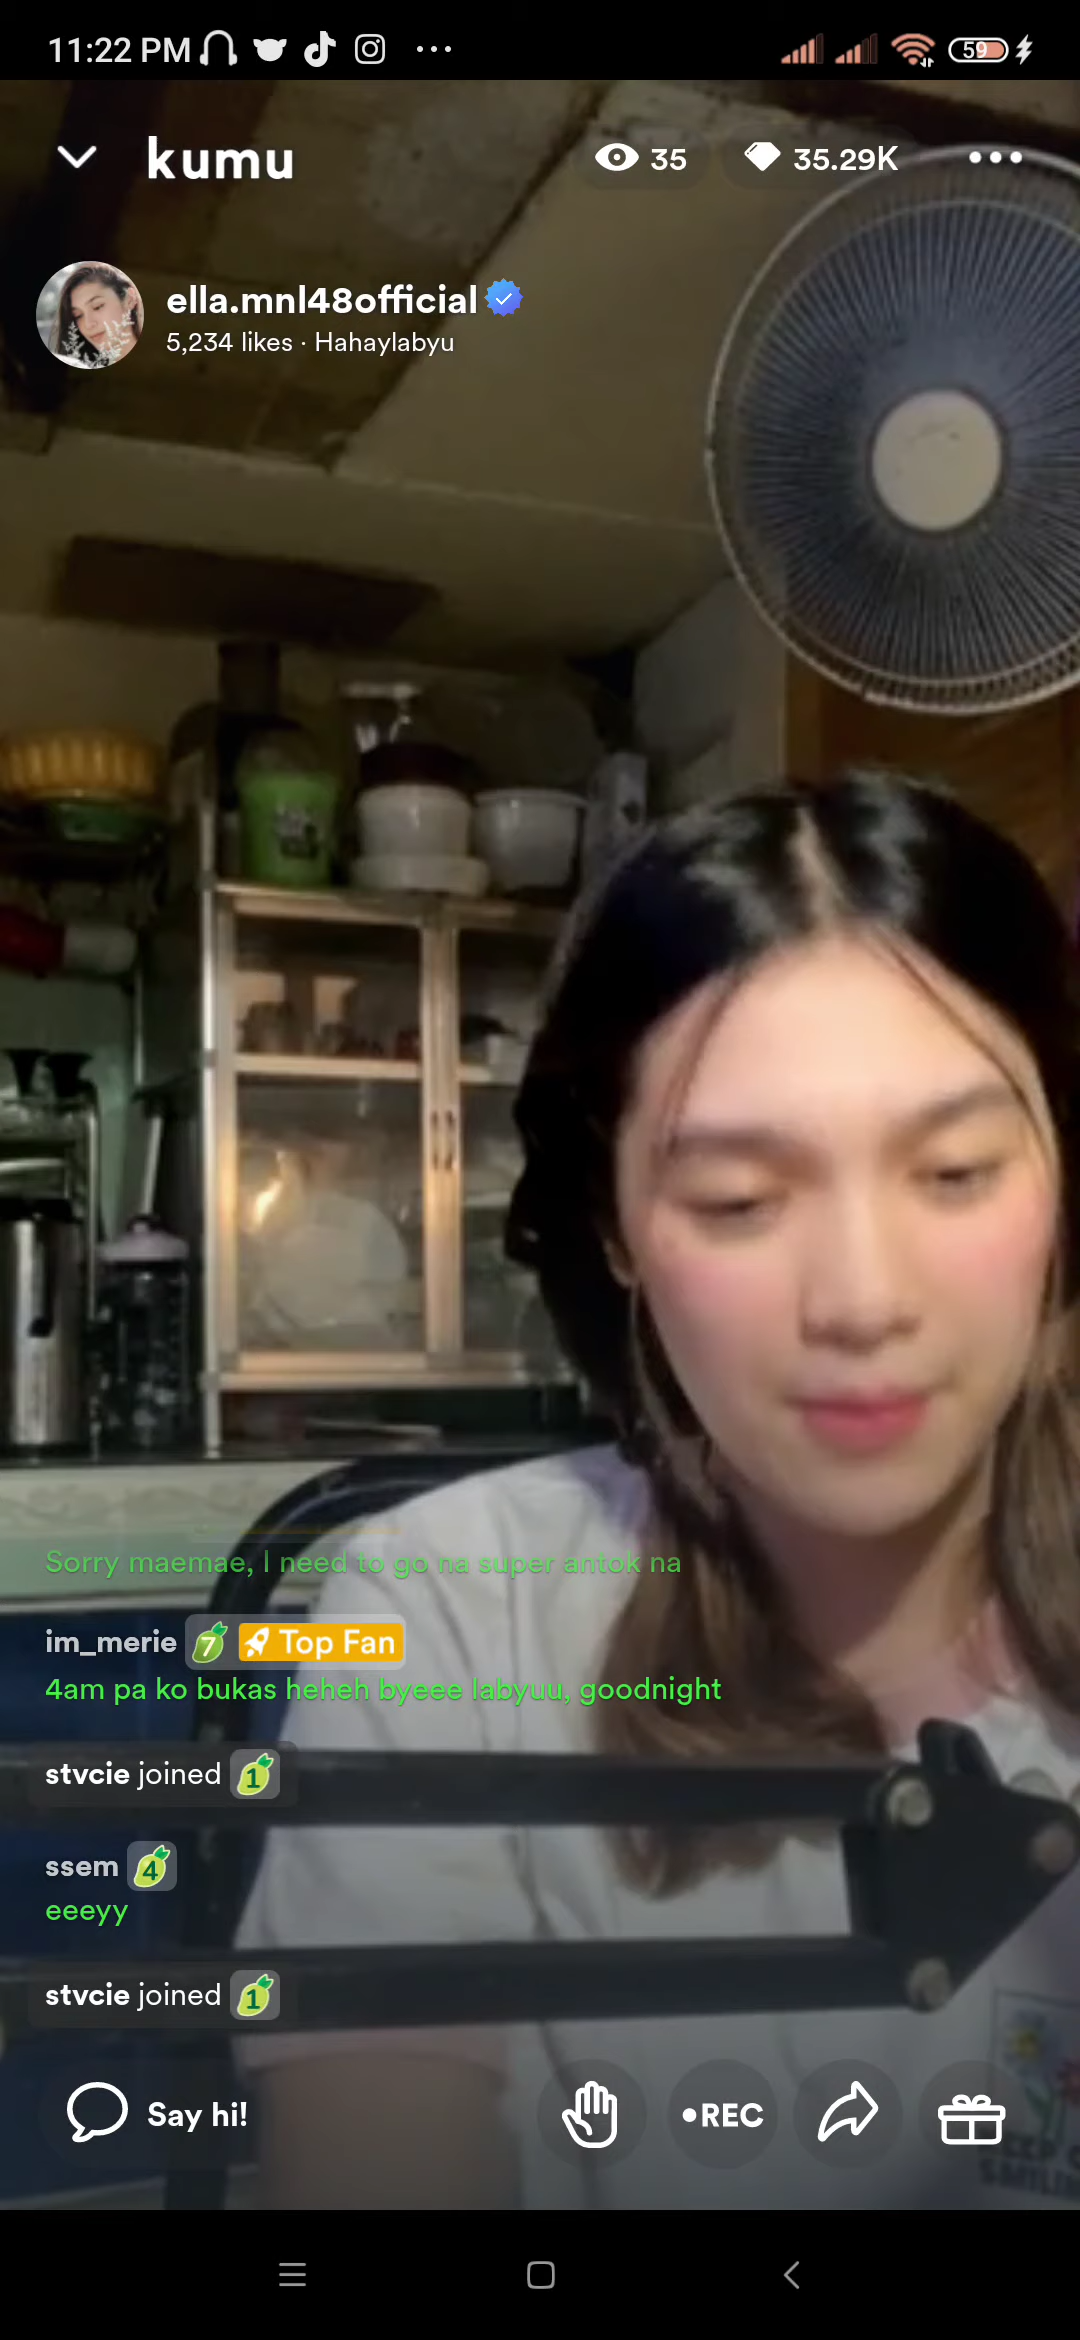 11:22 PM
59
kumu
35
35.29K
ella.mnl48official
5,234 likes · Hahaylabyu
Sorry maemae, I need to go na super antok na
im_merie 7 Top Fan
4am pa ko bukas heheh byeee labyuu, goodnight
stvcie joined 1
ssem 4
eeeyy
stvcie joined 1
Say hi!
•REC